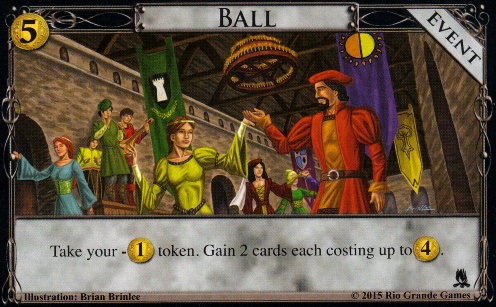 BALL
5
EVENT
Take your -1 token. Gain 2 cards each costing up to 4.
Illustration: Brian Brinlee
© 2015 Rio Grande Games